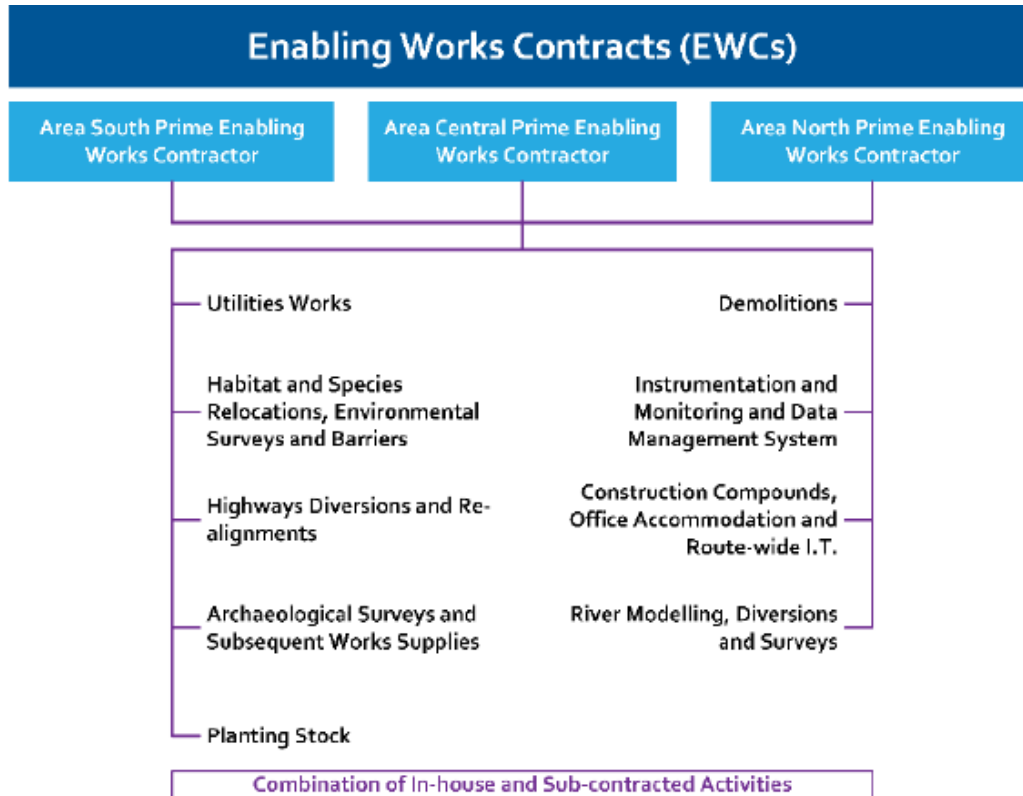 Enabling Works Contracts (EWCs)
Area South Prime Enabling
Works Contractor
Area Central Prime Enabling
Works Contractor
Area North Prime Enabling
Works Contractor
Utilities Works
Habitat and Species
Relocations, Environmental
Surveys and Barriers
Highways Diversions and Re-
alignments
Archaeological Surveys and
Subsequent Works Supplies
Planting Stock
Demolitions
Instrumentation and
Monitoring and Data
Management System
Construction Compounds,
Office Accommodation and
Route-wide I.T.
River Modelling, Diversions
and Surveys
Combination of In-house and Sub-contracted Activities